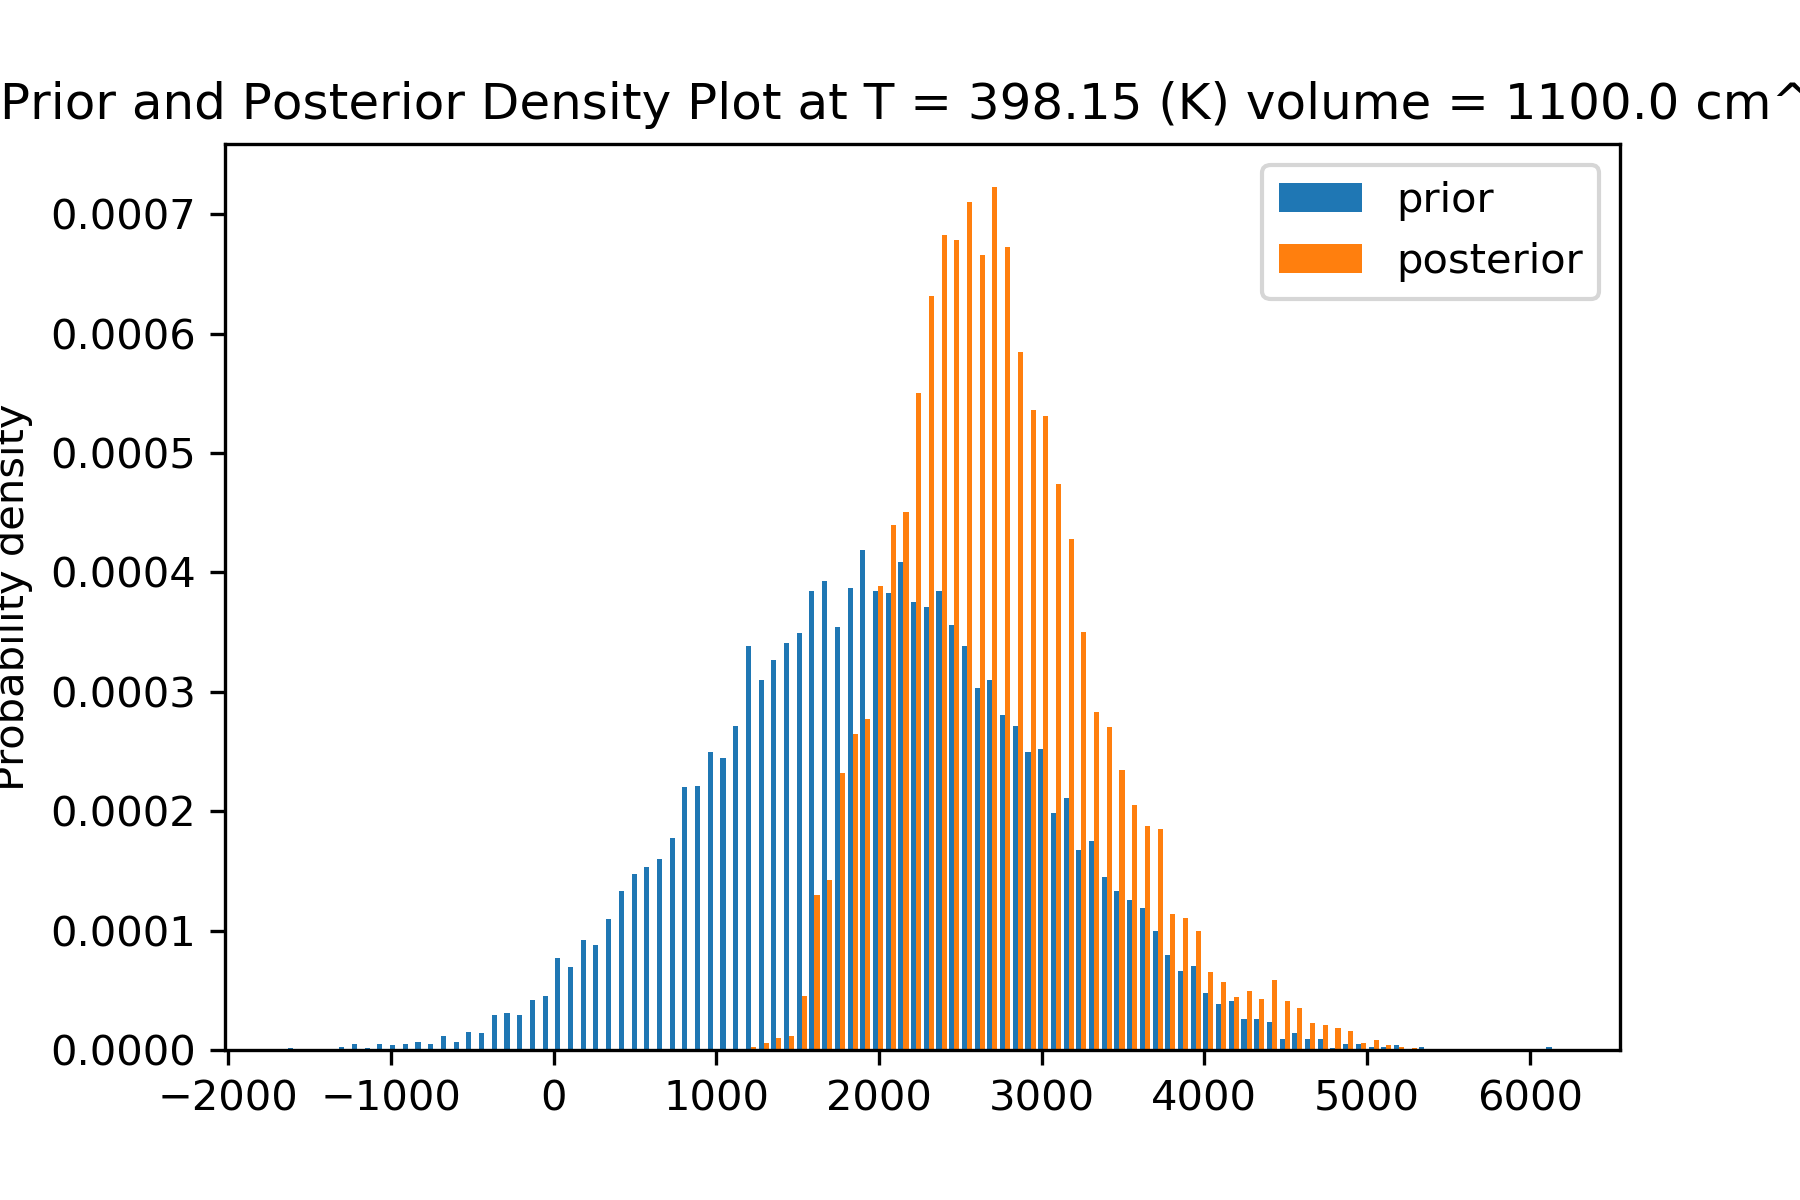 Prior and Posterior Density Plot at T = 398.15 (K) volume = 1100.0 cm^
prior
posterior
Probability density
0.0007
0.0006
0.0005
0.0004
0.0003
0.0002
0.0001
0.0000
−2000 −1000 0 1000 2000 3000 4000 5000 6000